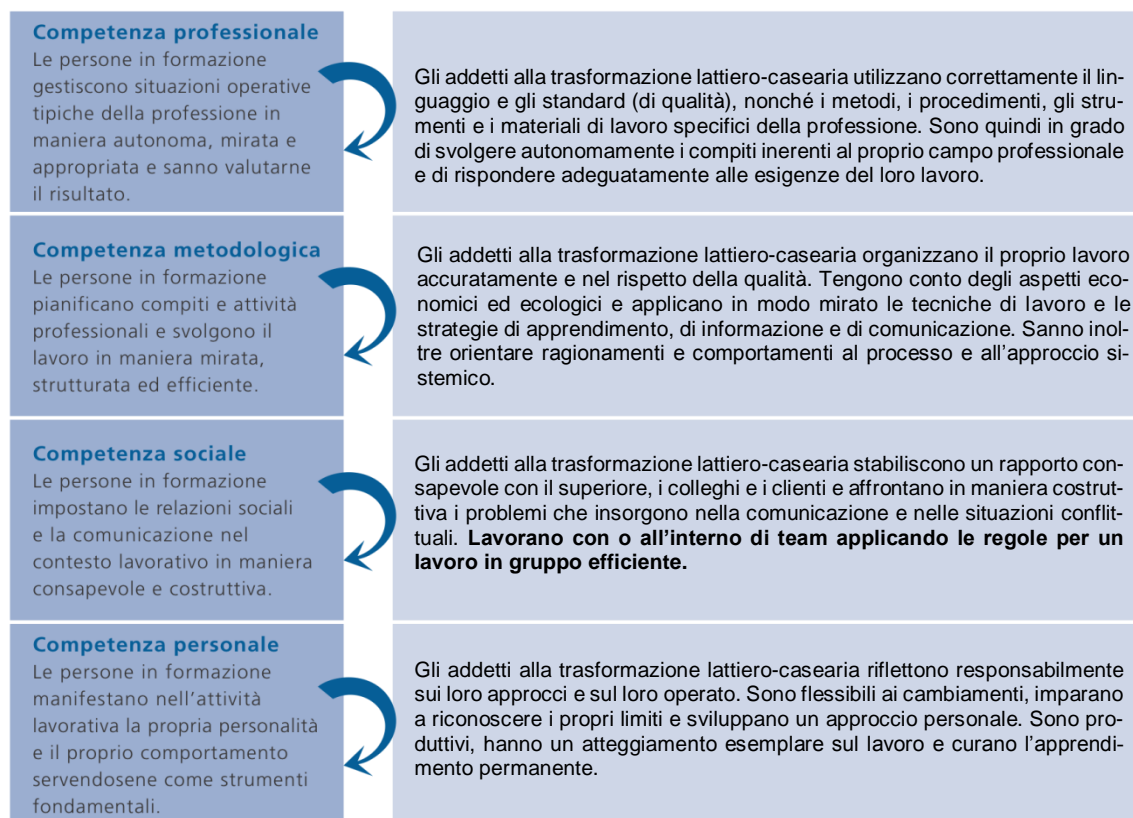 Competenza professionale
Le persone in formazione
gestiscono situazioni operative
tipiche della professione in
maniera autonoma, mirata e
appropriata e sanno valutarne
il risultato.
Gli addetti alla trasformazione lattiero-casearia utilizzano correttamente il lin-
guaggio e gli standard (di qualità), nonché i metodi, i procedimenti, gli stru-
menti e i materiali di lavoro specifici della professione. Sono quindi in grado
di svolgere autonomamente i compiti inerenti al proprio campo professionale
e di rispondere adeguatamente alle esigenze del loro lavoro.
Competenza metodologica
Le persone in formazione
pianificano compiti e attività
professionali e svolgono il
lavoro in maniera mirata,
strutturata ed efficiente.
Gli addetti alla trasformazione lattiero-casearia organizzano il proprio lavoro
accuratamente e nel rispetto della qualità. Tengono conto degli aspetti eco-
nomici ed ecologici e applicano in modo mirato le tecniche di lavoro e le
strategie di apprendimento, di informazione e di comunicazione. Sanno inol-
tre orientare ragionamenti e comportamenti al processo e all'approccio si-
stemico.
Competenza sociale
Le persone in formazione
impostano le relazioni sociali
e la comunicazione nel
contesto lavorativo in maniera
consapevole e costruttiva.
Gli addetti alla trasformazione lattiero-casearia stabiliscono un rapporto con-
sapevole con il superiore, i colleghi e i clienti e affrontano in maniera costrut-
tiva i problemi che insorgono nella comunicazione e nelle situazioni conflit-
tuali. Lavorano con o all'interno di team applicando le regole per un
lavoro in gruppo efficiente.
Competenza personale
Le persone in formazione
manifestano nell'attività
lavorativa la propria personalità
e il proprio comportamento
servendosene come strumenti
fondamentali.
Gli addetti alla trasformazione lattiero-casearia riflettono responsabilmente
sui loro approcci e sul loro operato. Sono flessibili ai cambiamenti, imparano
a riconoscere i propri limiti e sviluppano un approccio personale. Sono pro-
duttivi, hanno un atteggiamento esemplare sul lavoro e curano l'apprendi-
mento permanente.